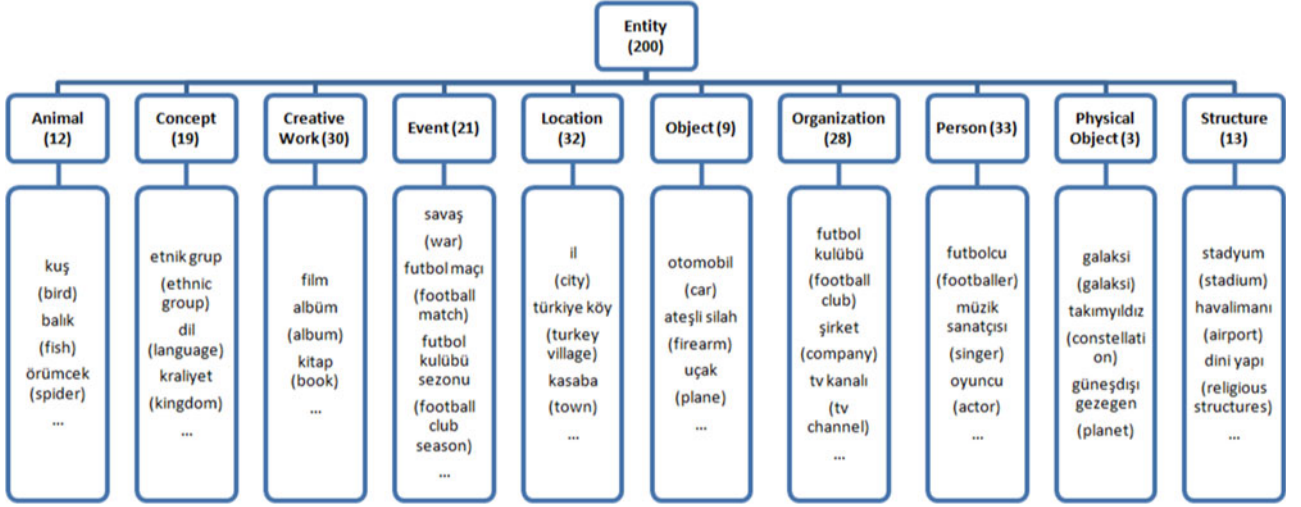 Entity
(200)
Animal
(12)
Concept
(19)
Creative
Work (30)
Event (21)
Location
(32)
Object (9)
Organization
(28)
Person (33)
Physical
Object (3)
Structure
(13)
kuş
(bird)
balık
(fish)
örümcek
(spider)
...
etnik grup
(ethnic
group)
dil
(language)
kraliyet
(kingdom)
...
film
albüm
(album)
kitap
(book)
...
savaş
(war)
futbol maçı
(football
match)
futbol
kulübü
sezonu
(football
club
season)
...
il
(city)
türkiye köy
(turkey
village)
kasaba
(town)
...
otomobil
(car)
ateşli silah
(firearm)
uçak
(plane)
...
futbol
kulübü
(football
club)
şirket
(company)
tv kanalı
(tv
channel)
...
futbolcu
(footballer)
müzik
sanatçısı
(singer)
oyuncu
(actor)
...
galaksi
(galaksi)
takımyıldız
(constellati
on)
güneşdışı
gezegen
(planet)
stadyum
(stadium)
havalimanı
(airport)
dini yapı
(religious
structures)
...